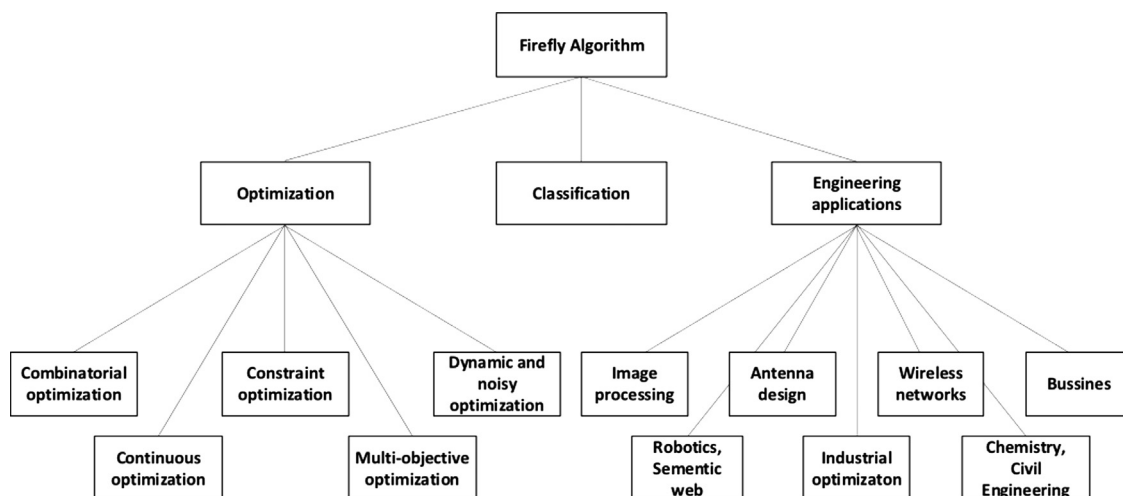 Firefly Algorithm
Optimization
Classification
Engineering
applications
Combinatorial
optimization
Constraint
optimization
Dynamic and
noisy
optimization
Image
processing
Antenna
design
Wireless
networks
Bussines
Continuous
optimization
Multi-objective
optimization
Robotics,
Sementic
web
Industrial
optimizaton
Chemistry,
Civil
Engineering